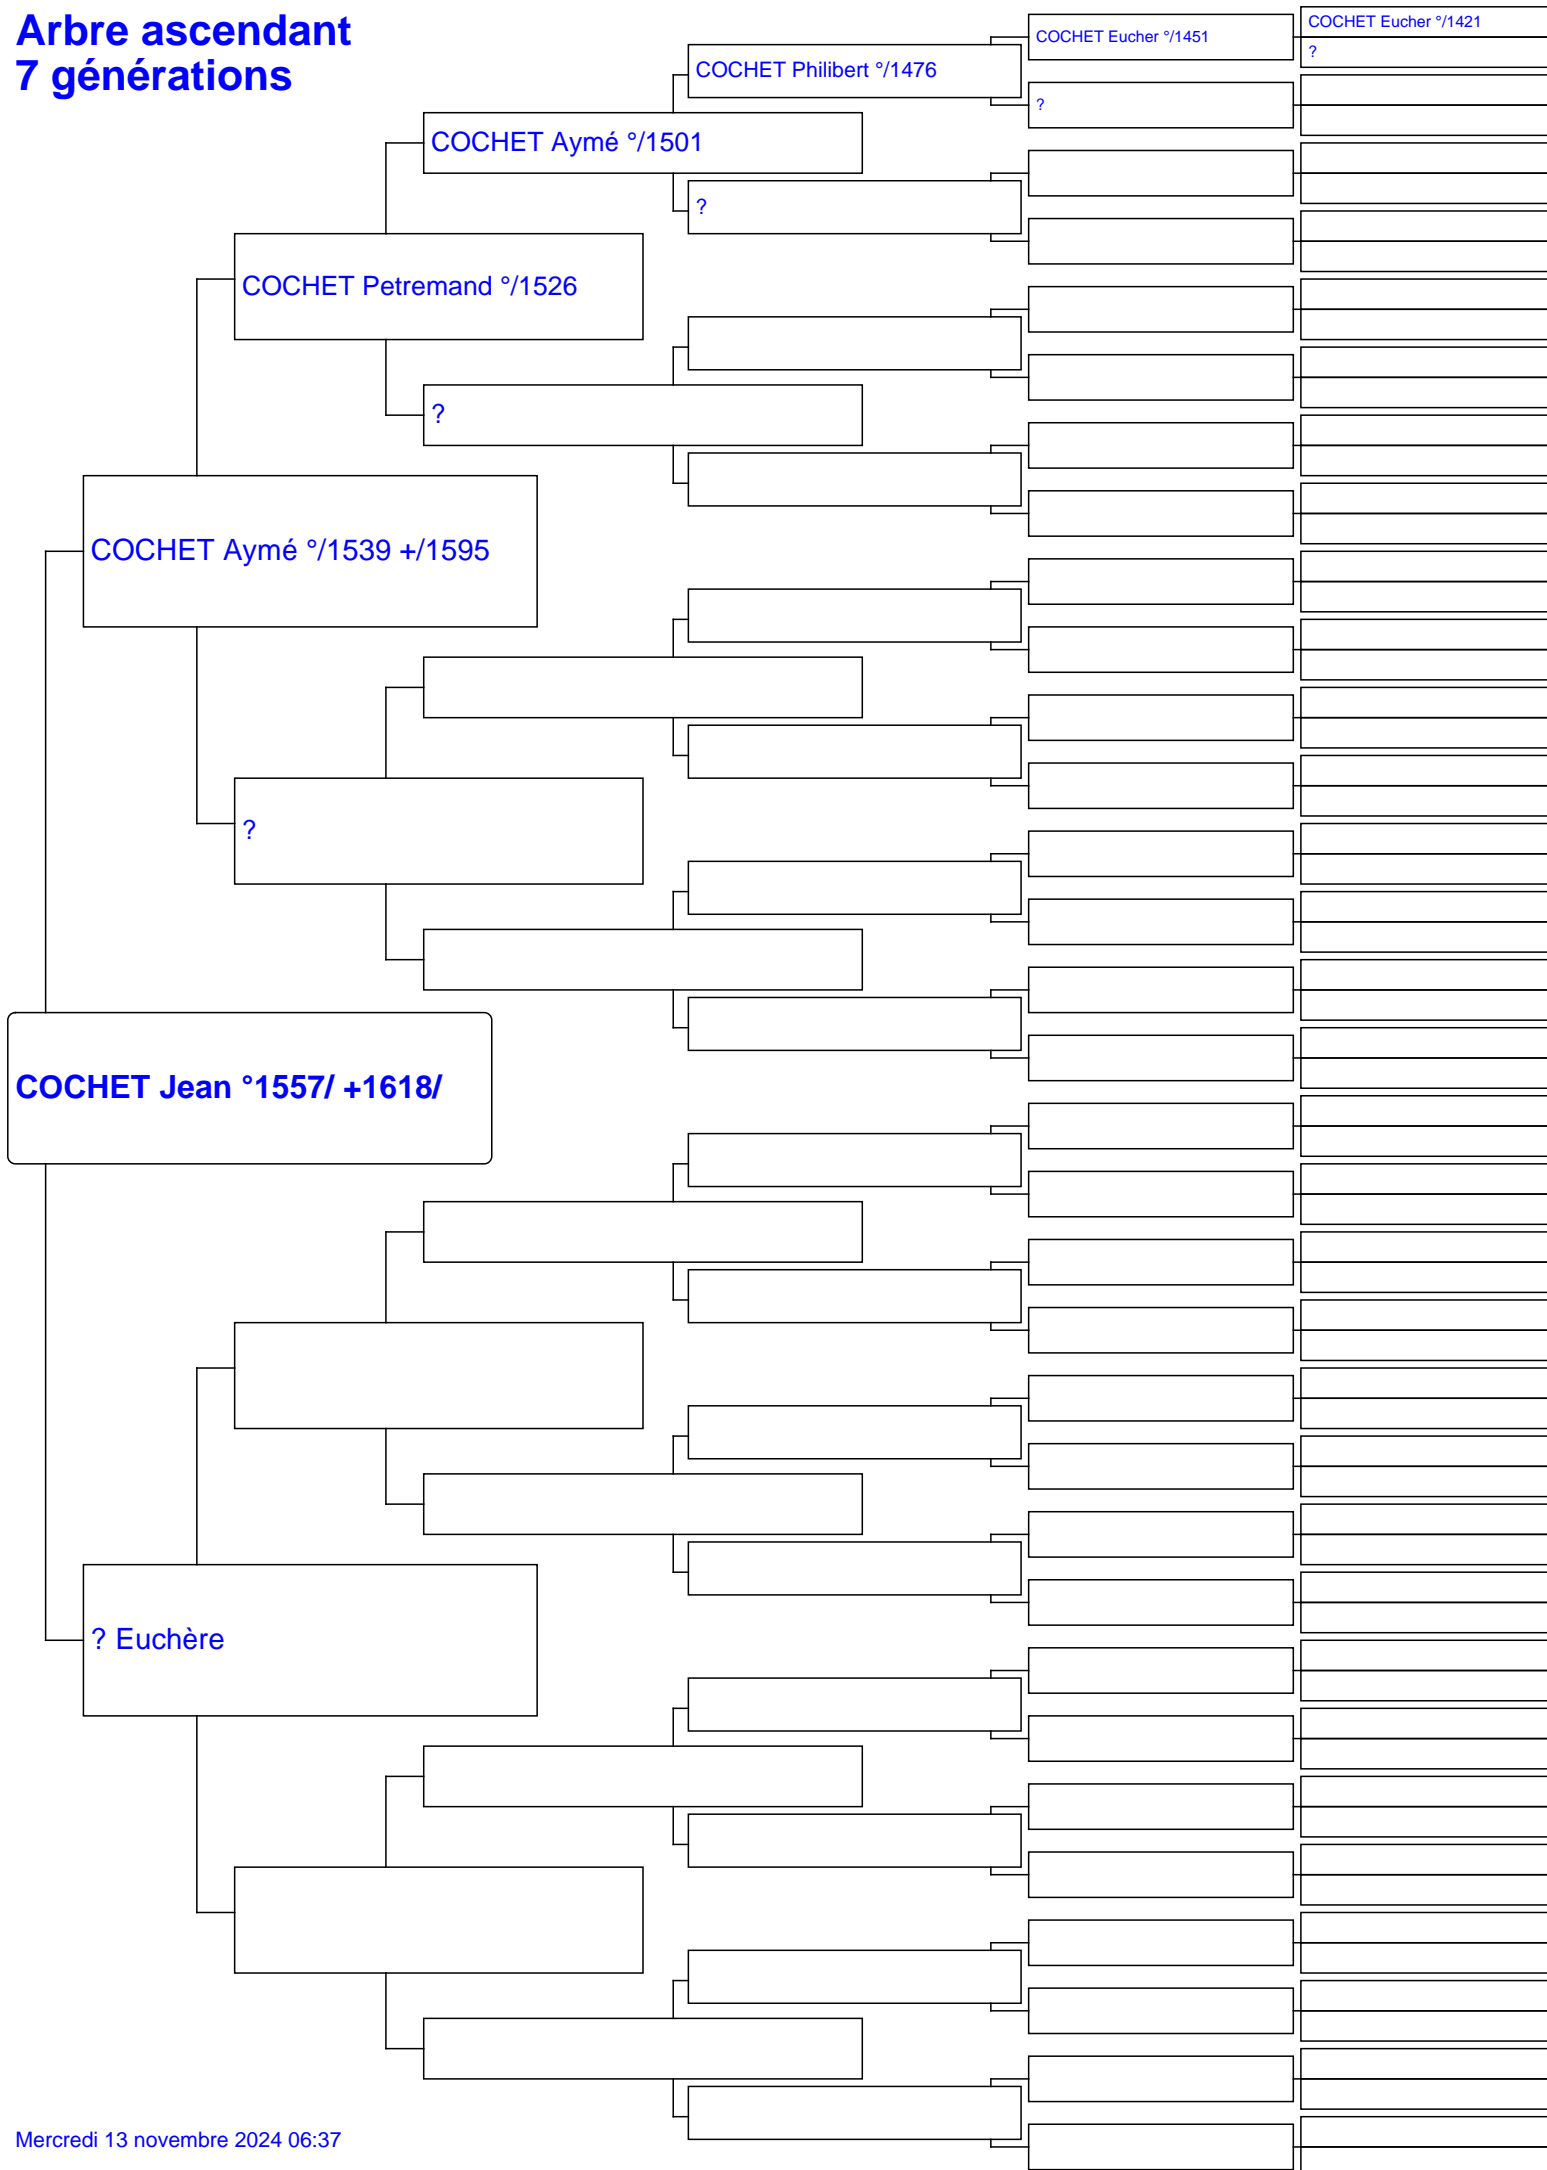 Arbre ascendant
7 générations
COCHET Eucher °/1421
?
COCHET Eucher °/1451
COCHET Philibert °/1476
?
COCHET Aymé °/1501
?
COCHET Petremand °/1526
?
COCHET Aymé °/1539 +/1595
?
COCHET Jean °1557/ +1618/
? Euchère
Mercredi 13 novembre 2024 06:37